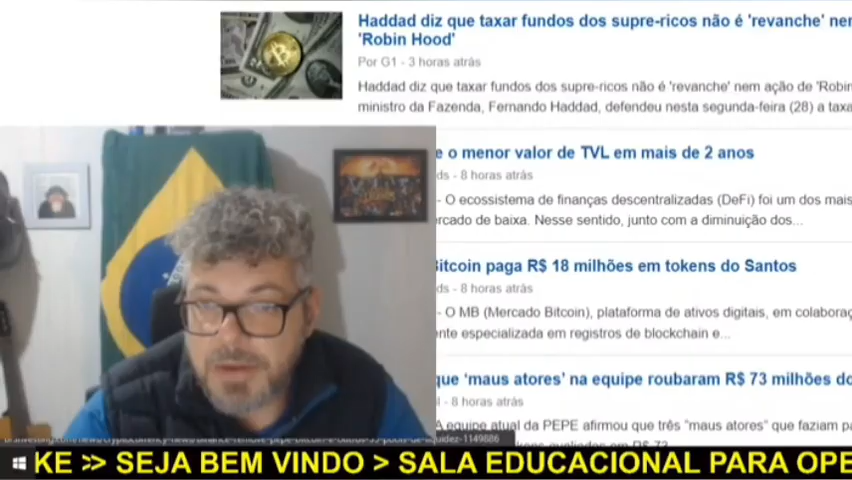 Haddad diz que taxar fundos dos supre-ricos não é 'revanche' nem
'Robin Hood'
Por G1 - 3 horas atrás
Haddad diz que taxar fundos dos supre-ricos não é 'revanche' nem ação de 'Robin
ministro da Fazenda, Fernando Haddad, defendeu nesta segunda-feira (28) a taxa
e o menor valor de TVL em mais de 2 anos
ds - 8 horas atrás
- O ecossistema de finanças descentralizadas (DeFi) foi um dos mais
rcado de baixa. Nesse sentido, junto com a diminuição dos...
Bitcoin paga R$ 18 milhões em tokens do Santos
ds - 8 horas atrás
- O MB (Mercado Bitcoin), plataforma de ativos digitais, em colaboraç
nte especializada em registros de blockchain e...
que ‘maus atores’ na equipe roubaram R$ 73 milhões do
l - 8 horas atrás
A equipe atual da PEPE afirmou que três “maus atores” que faziam pa
KE >> SEJA BEM VINDO > SALA EDUCACIONAL PARA OPE